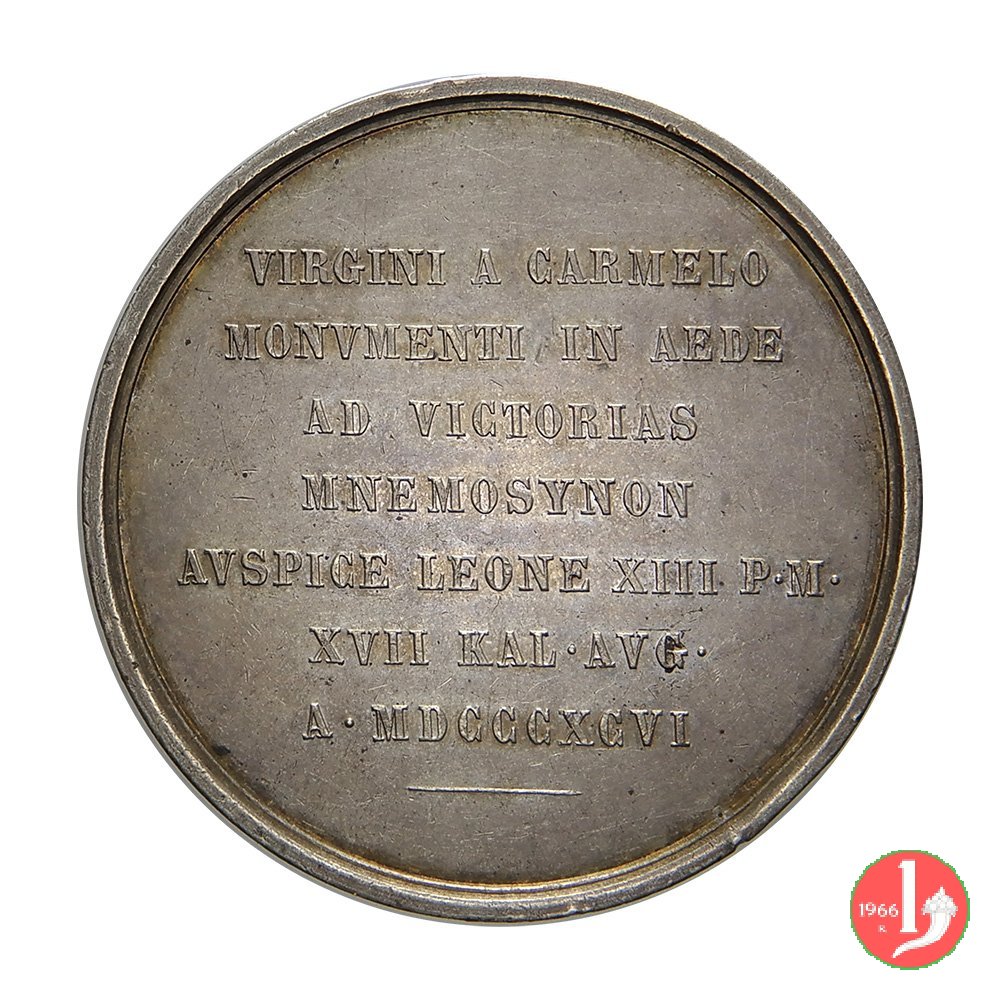 VIRGINI A CARMELO
MONVMENTI IN AEDE
AD VICTORIAS
MNEMOSYNON
AVSPICE LEONE XIII P·M·
XVII KAL·AVG·
A·MDCCCXCVI
1966
R.